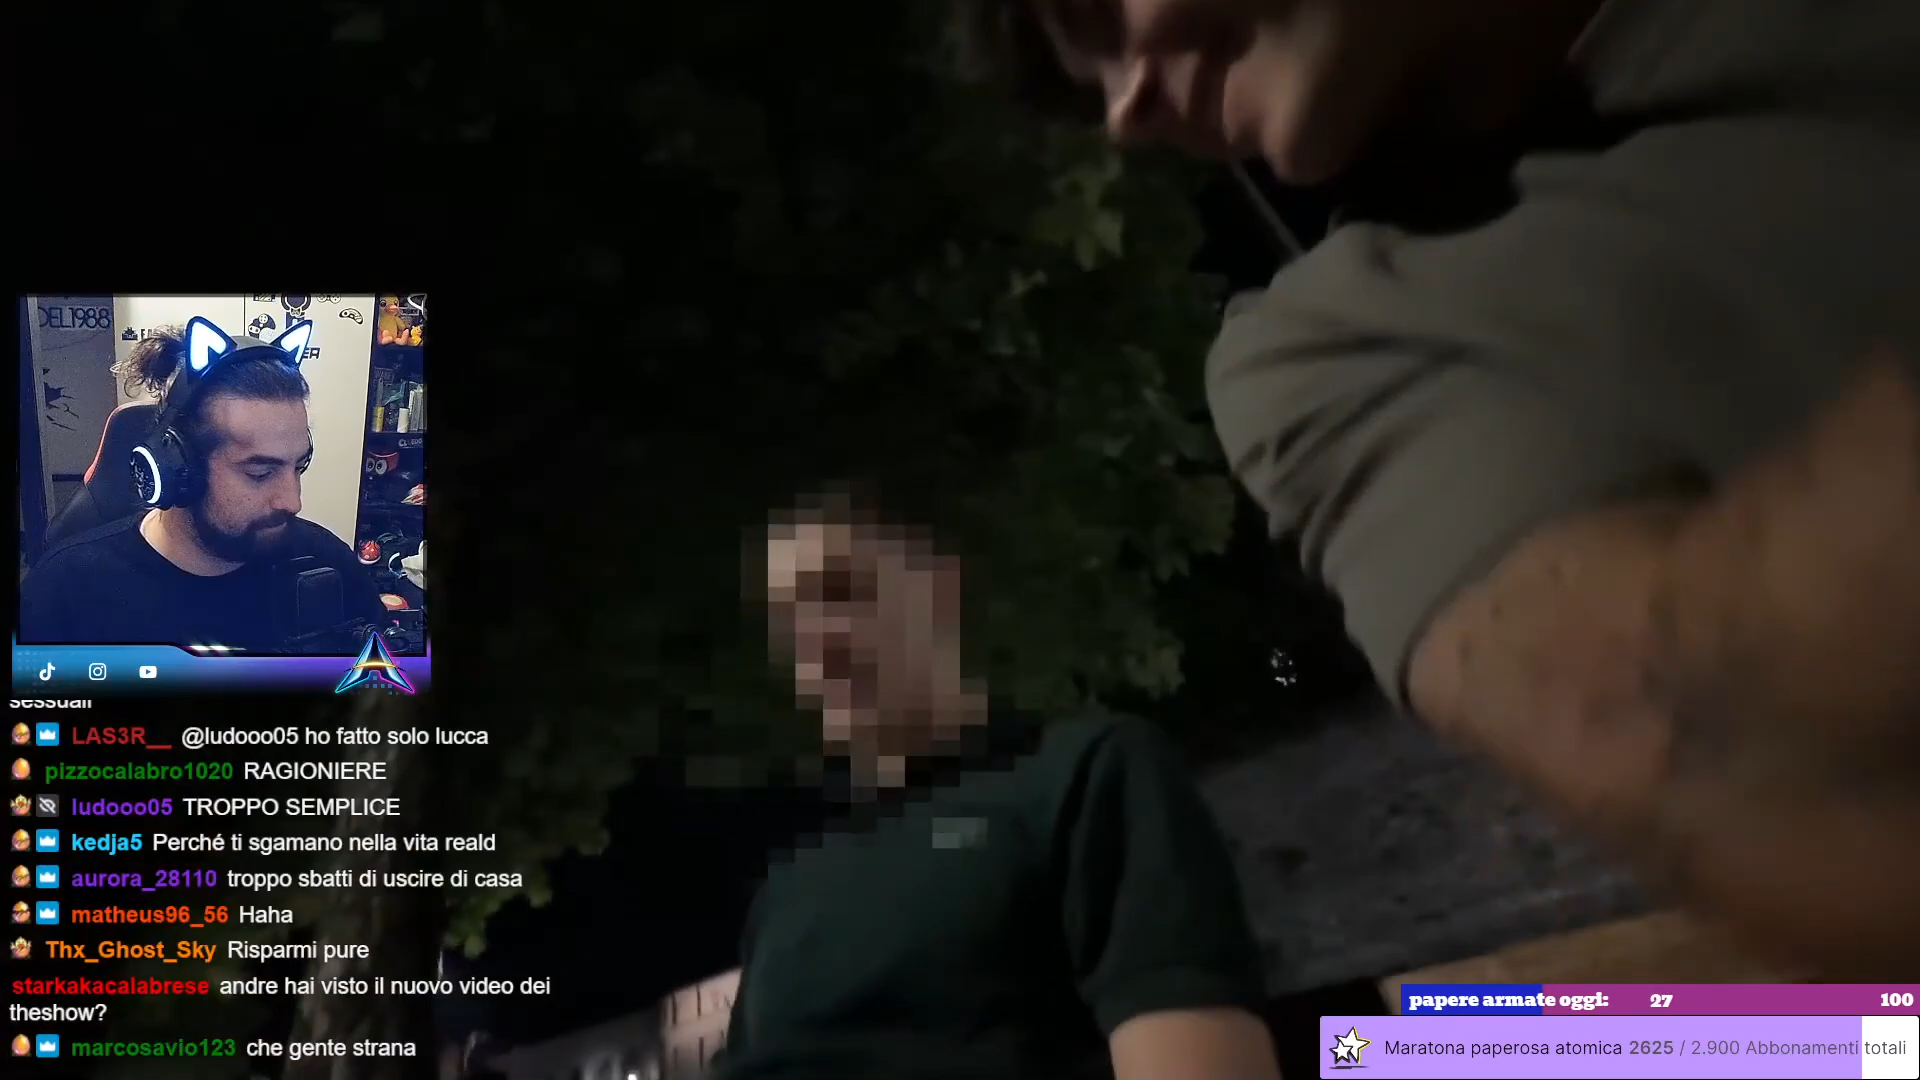 DEL1988
sessuali
LAS3R__ @ludooo05 ho fatto solo lucca
pizzocalabro1020 RAGIONIERE
ludooo05 TROPPO SEMPLICE
kedja5 Perché ti sgamano nella vita reald
aurora_28110 troppo sbatti di uscire di casa
matheus96_56 Haha
Thx_Ghost_Sky Risparmi pure
starkakacalabrese andre hai visto il nuovo video dei
theshow?
marcosavio123 che gente strana
papere armate oggi: 27 100
Maratona paperosa atomica 2625 / 2.900 Abbonamenti totali